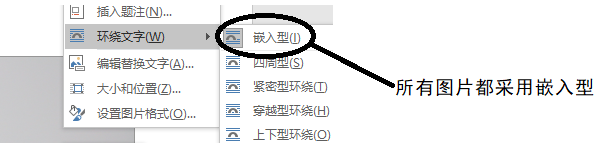 插入题注(N)...
环绕文字(W)
编辑替换文字(A)...
大小和位置(Z)...
设置图片格式(O)...
嵌入型(I)
四周型(S)
紧密型环绕(T)
穿越型环绕(H)
上下型环绕(O)
所有图片都采用嵌入型